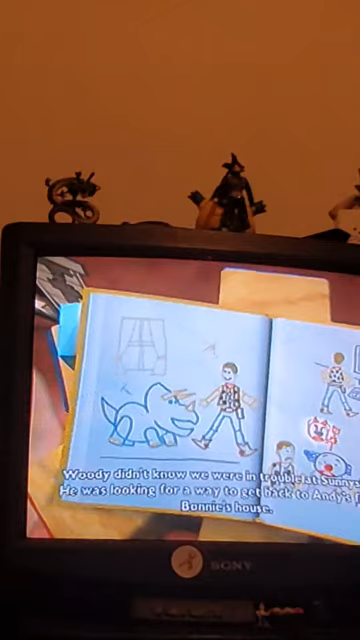 Woody didn't know we were in trouble at Sunnys
He was looking for a way to get back to Andy's
Bonnie's house.
SONY